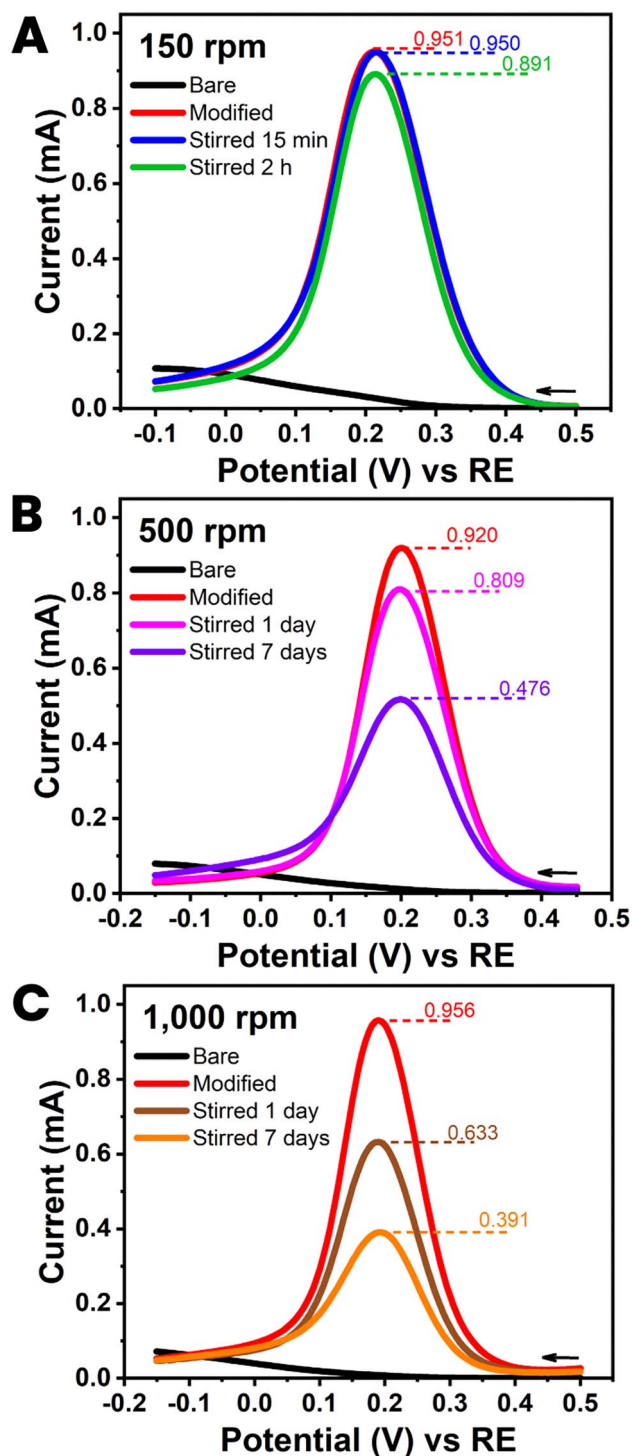 A
150 rpm
Bare
Modified
Stirred 15 min
Stirred 2 h
0.951
0.950
0.891
Current (mA)
1.0
0.8
0.6
0.4
0.2
0.0
-0.1 0.0 0.1 0.2 0.3 0.4 0.5
Potential (V) vs RE
B
500 rpm
Bare
Modified
Stirred 1 day
Stirred 7 days
0.920
0.809
0.476
Current (mA)
1.0
0.8
0.6
0.4
0.2
0.0
-0.2 -0.1 0.0 0.1 0.2 0.3 0.4 0.5
Potential (V) vs RE
C
1,000 rpm
Bare
Modified
Stirred 1 day
Stirred 7 days
0.956
0.633
0.391
Current (mA)
1.0
0.8
0.6
0.4
0.2
0.0
-0.2 -0.1 0.0 0.1 0.2 0.3 0.4 0.5
Potential (V) vs RE